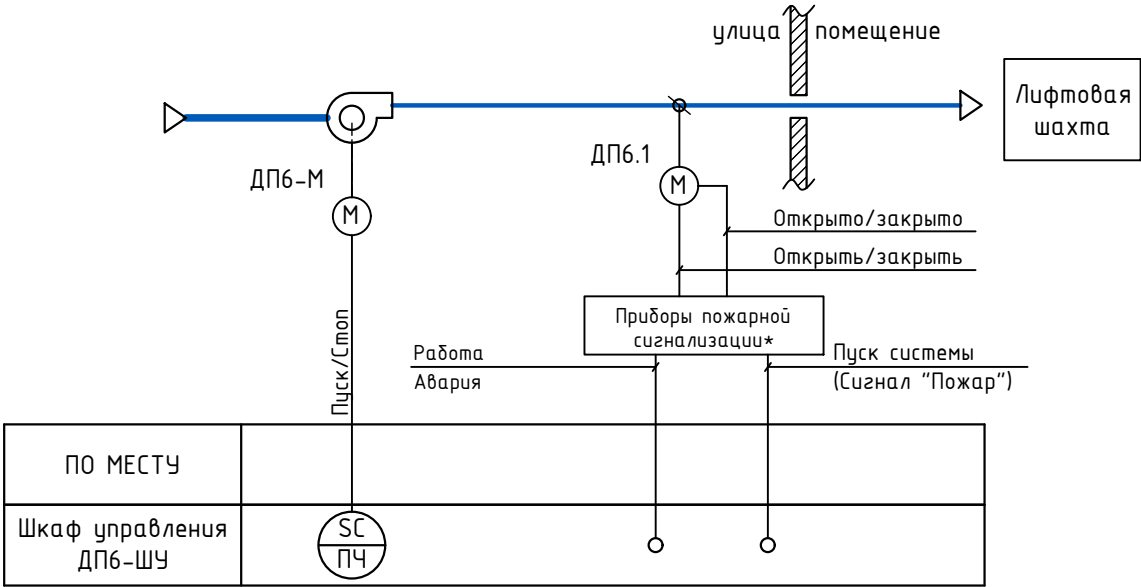 улица
помещение
Лифтовая
шахта
ДП6-М
М
ДП6.1
М
Открыто/закрыто
Открыть/закрыть
Приборы пожарной
сигнализации*
Пуск/Стоп
Работа
Авария
Пуск системы
(Сигнал "Пожар")
ПО МЕСТУ
Шкаф управления
ДП6-ШУ
SC
ПЧ